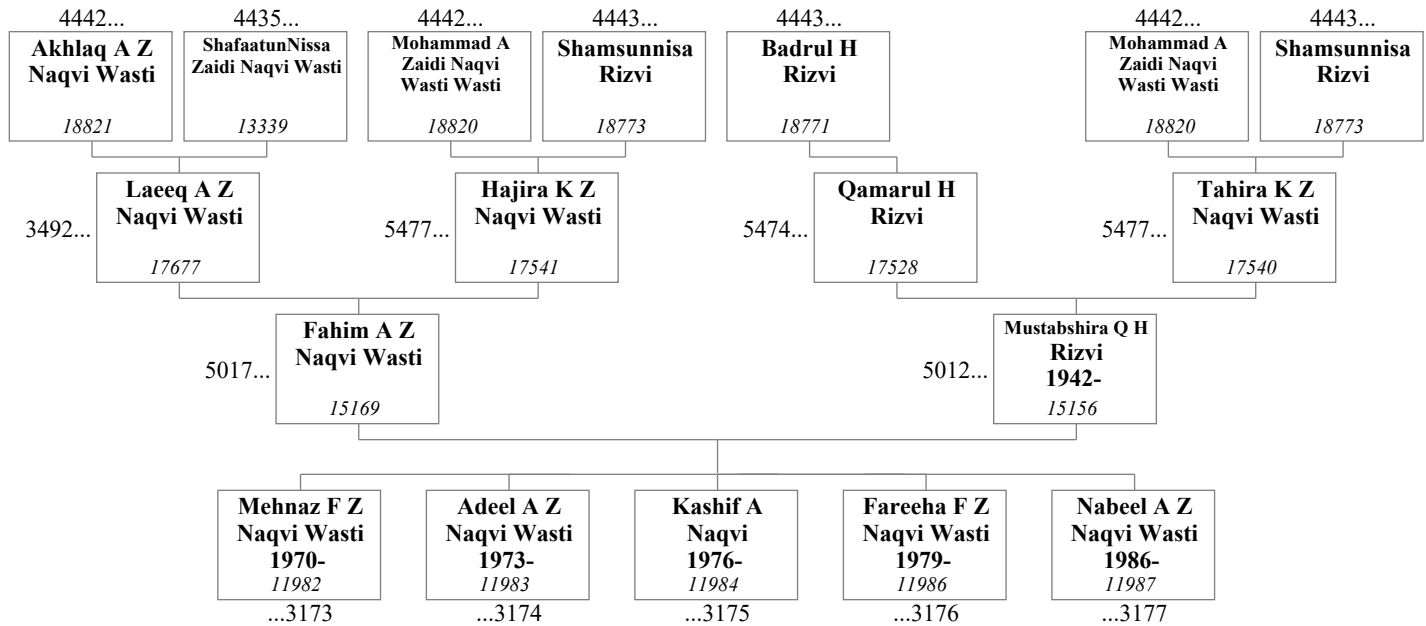 4442...
4435...
4442...
4443...
4443...
4442...
4443...
Akhlaq A Z
Naqvi Wasti
18821
ShafaatunNissa
Zaidi Naqvi Wasti
13339
Mohammad A
Zaidi Naqvi
Wasti Wasti
18820
Shamsunnisa
Rizvi
18773
Badrul H
Rizvi
18771
Mohammad A
Zaidi Naqvi
Wasti Wasti
18820
Shamsunnisa
Rizvi
18773
3492...
Laeeq A Z
Naqvi Wasti
17677
5477...
Hajira K Z
Naqvi Wasti
17541
5474...
Qamarul H
Rizvi
17528
5477...
Tahira K Z
Naqvi Wasti
17540
5017...
Fahim A Z
Naqvi Wasti
15169
5012...
Mustabshira Q H
Rizvi
1942-
15156
Mehnaz F Z
Naqvi Wasti
1970-
11982
...3173
Adeel A Z
Naqvi Wasti
1973-
11983
...3174
Kashif A
Naqvi
1976-
11984
...3175
Fareeha F Z
Naqvi Wasti
1979-
11986
...3176
Nabeel A Z
Naqvi Wasti
1986-
11987
...3177